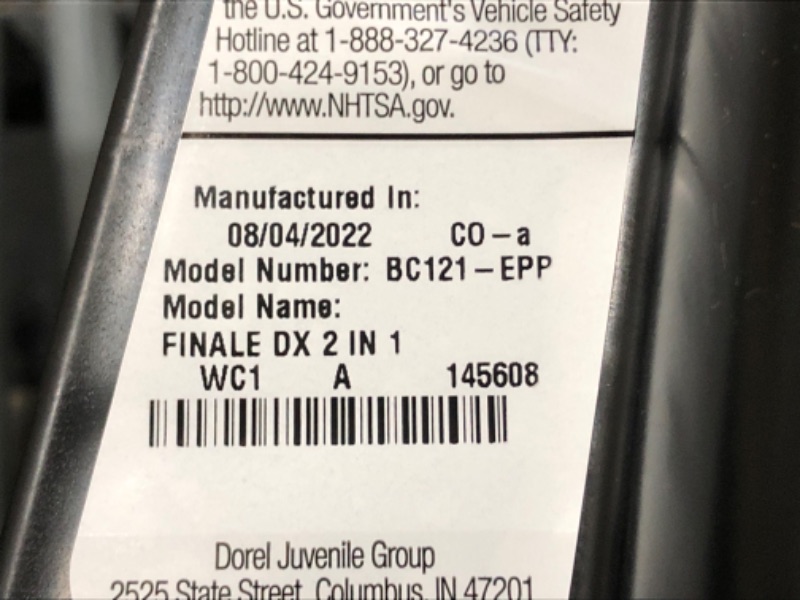 the U.S. Government's Vehicle Safety
Hotline at 1-888-327-4236 (TTY:
1-800-424-9153), or go to
http://www.NHTSA.gov.
Manufactured In:
08/04/2022 CO-a
Model Number: BC121-EPP
Model Name:
FINALE DX 2 IN 1
WC1 A 145608
Dorel Juvenile Group
2525 State Street, Columbus, IN 47201